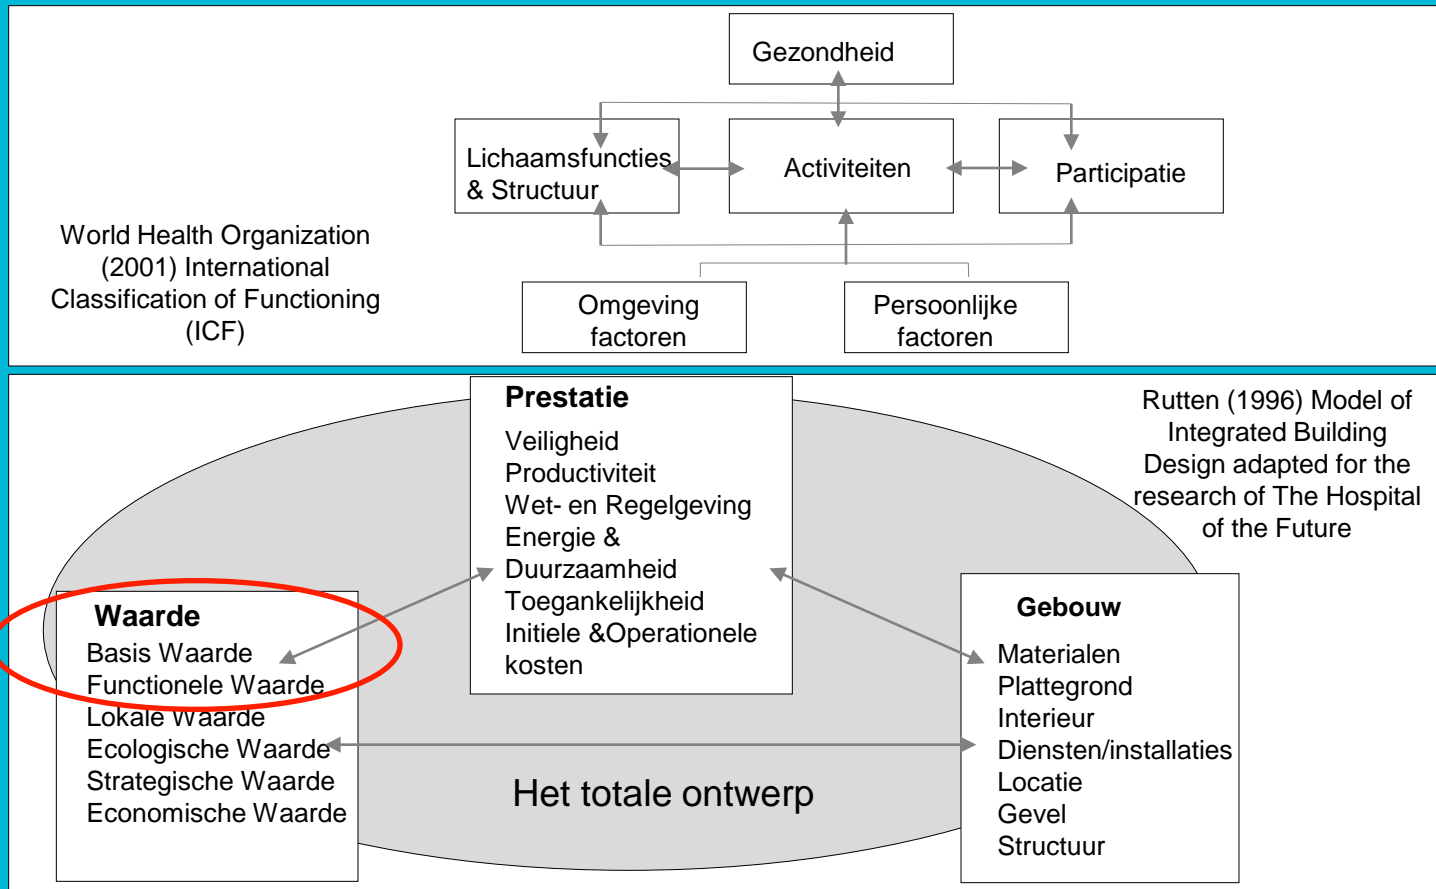 Gezondheid
Lichaamsfuncties
& Structuur
Activiteiten
Participatie
World Health Organization
(2001) International
Classification of Functioning
(ICF)
Omgeving
factoren
Persoonlijke
factoren
Prestatie
Veiligheid
Productiviteit
Wet- en Regelgeving
Energie &
Duurzaamheid
Toegankelijkheid
Initiele &Operationele
kosten
Rutten (1996) Model of
Integrated Building
Design adapted for the
research of The Hospital
of the Future
Waarde
Basis Waarde
Functionele Waarde
Lokale Waarde
Ecologische Waarde
Strategische Waarde
Economische Waarde
Het totale ontwerp
Gebouw
Materialen
Plattegrond
Interieur
Diensten/installaties
Locatie
Gevel
Structuur